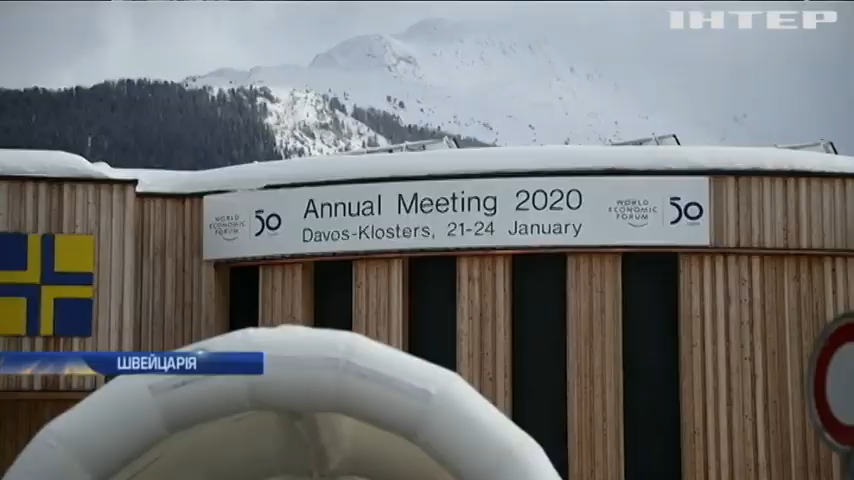 ІНТЕР
WORLD
ECONOMIC
FORUM
50
Annual Meeting 2020
Davos-Klosters, 21-24 January
WORLD
ECONOMIC
FORUM
50
ШВЕЙЦАРІЯ